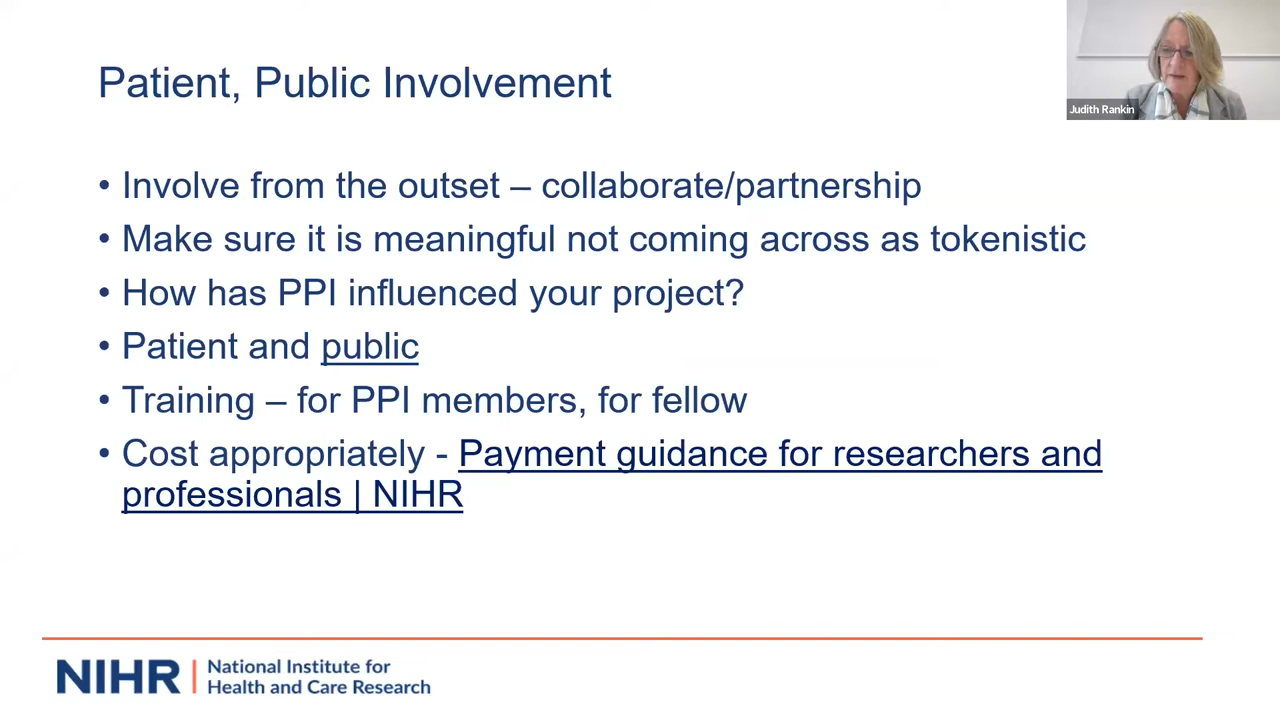 Patient, Public Involvement
Judith Rankin
• Involve from the outset – collaborate/partnership
• Make sure it is meaningful not coming across as tokenistic
• How has PPI influenced your project?
• Patient and public
• Training – for PPI members, for fellow
• Cost appropriately - Payment guidance for researchers and
professionals | NIHR
NIHR | National Institute for
Health and Care Research